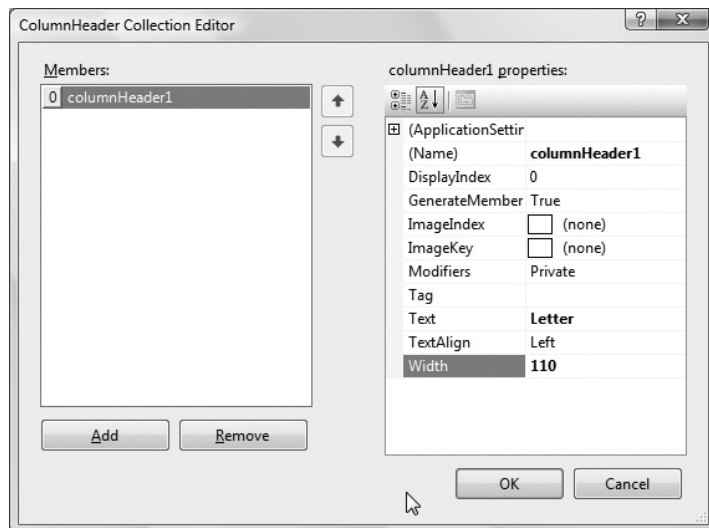 ColumnHeader Collection Editor
?
Members:
0 columnHeader1
Add
Remove
columnHeader1 properties:
A
Z
(ApplicationSettir
(Name) columnHeader1
DisplayIndex 0
GenerateMember True
ImageIndex (none)
ImageKey (none)
Modifiers Private
Tag
Text Letter
TextAlign Left
Width 110
OK
Cancel